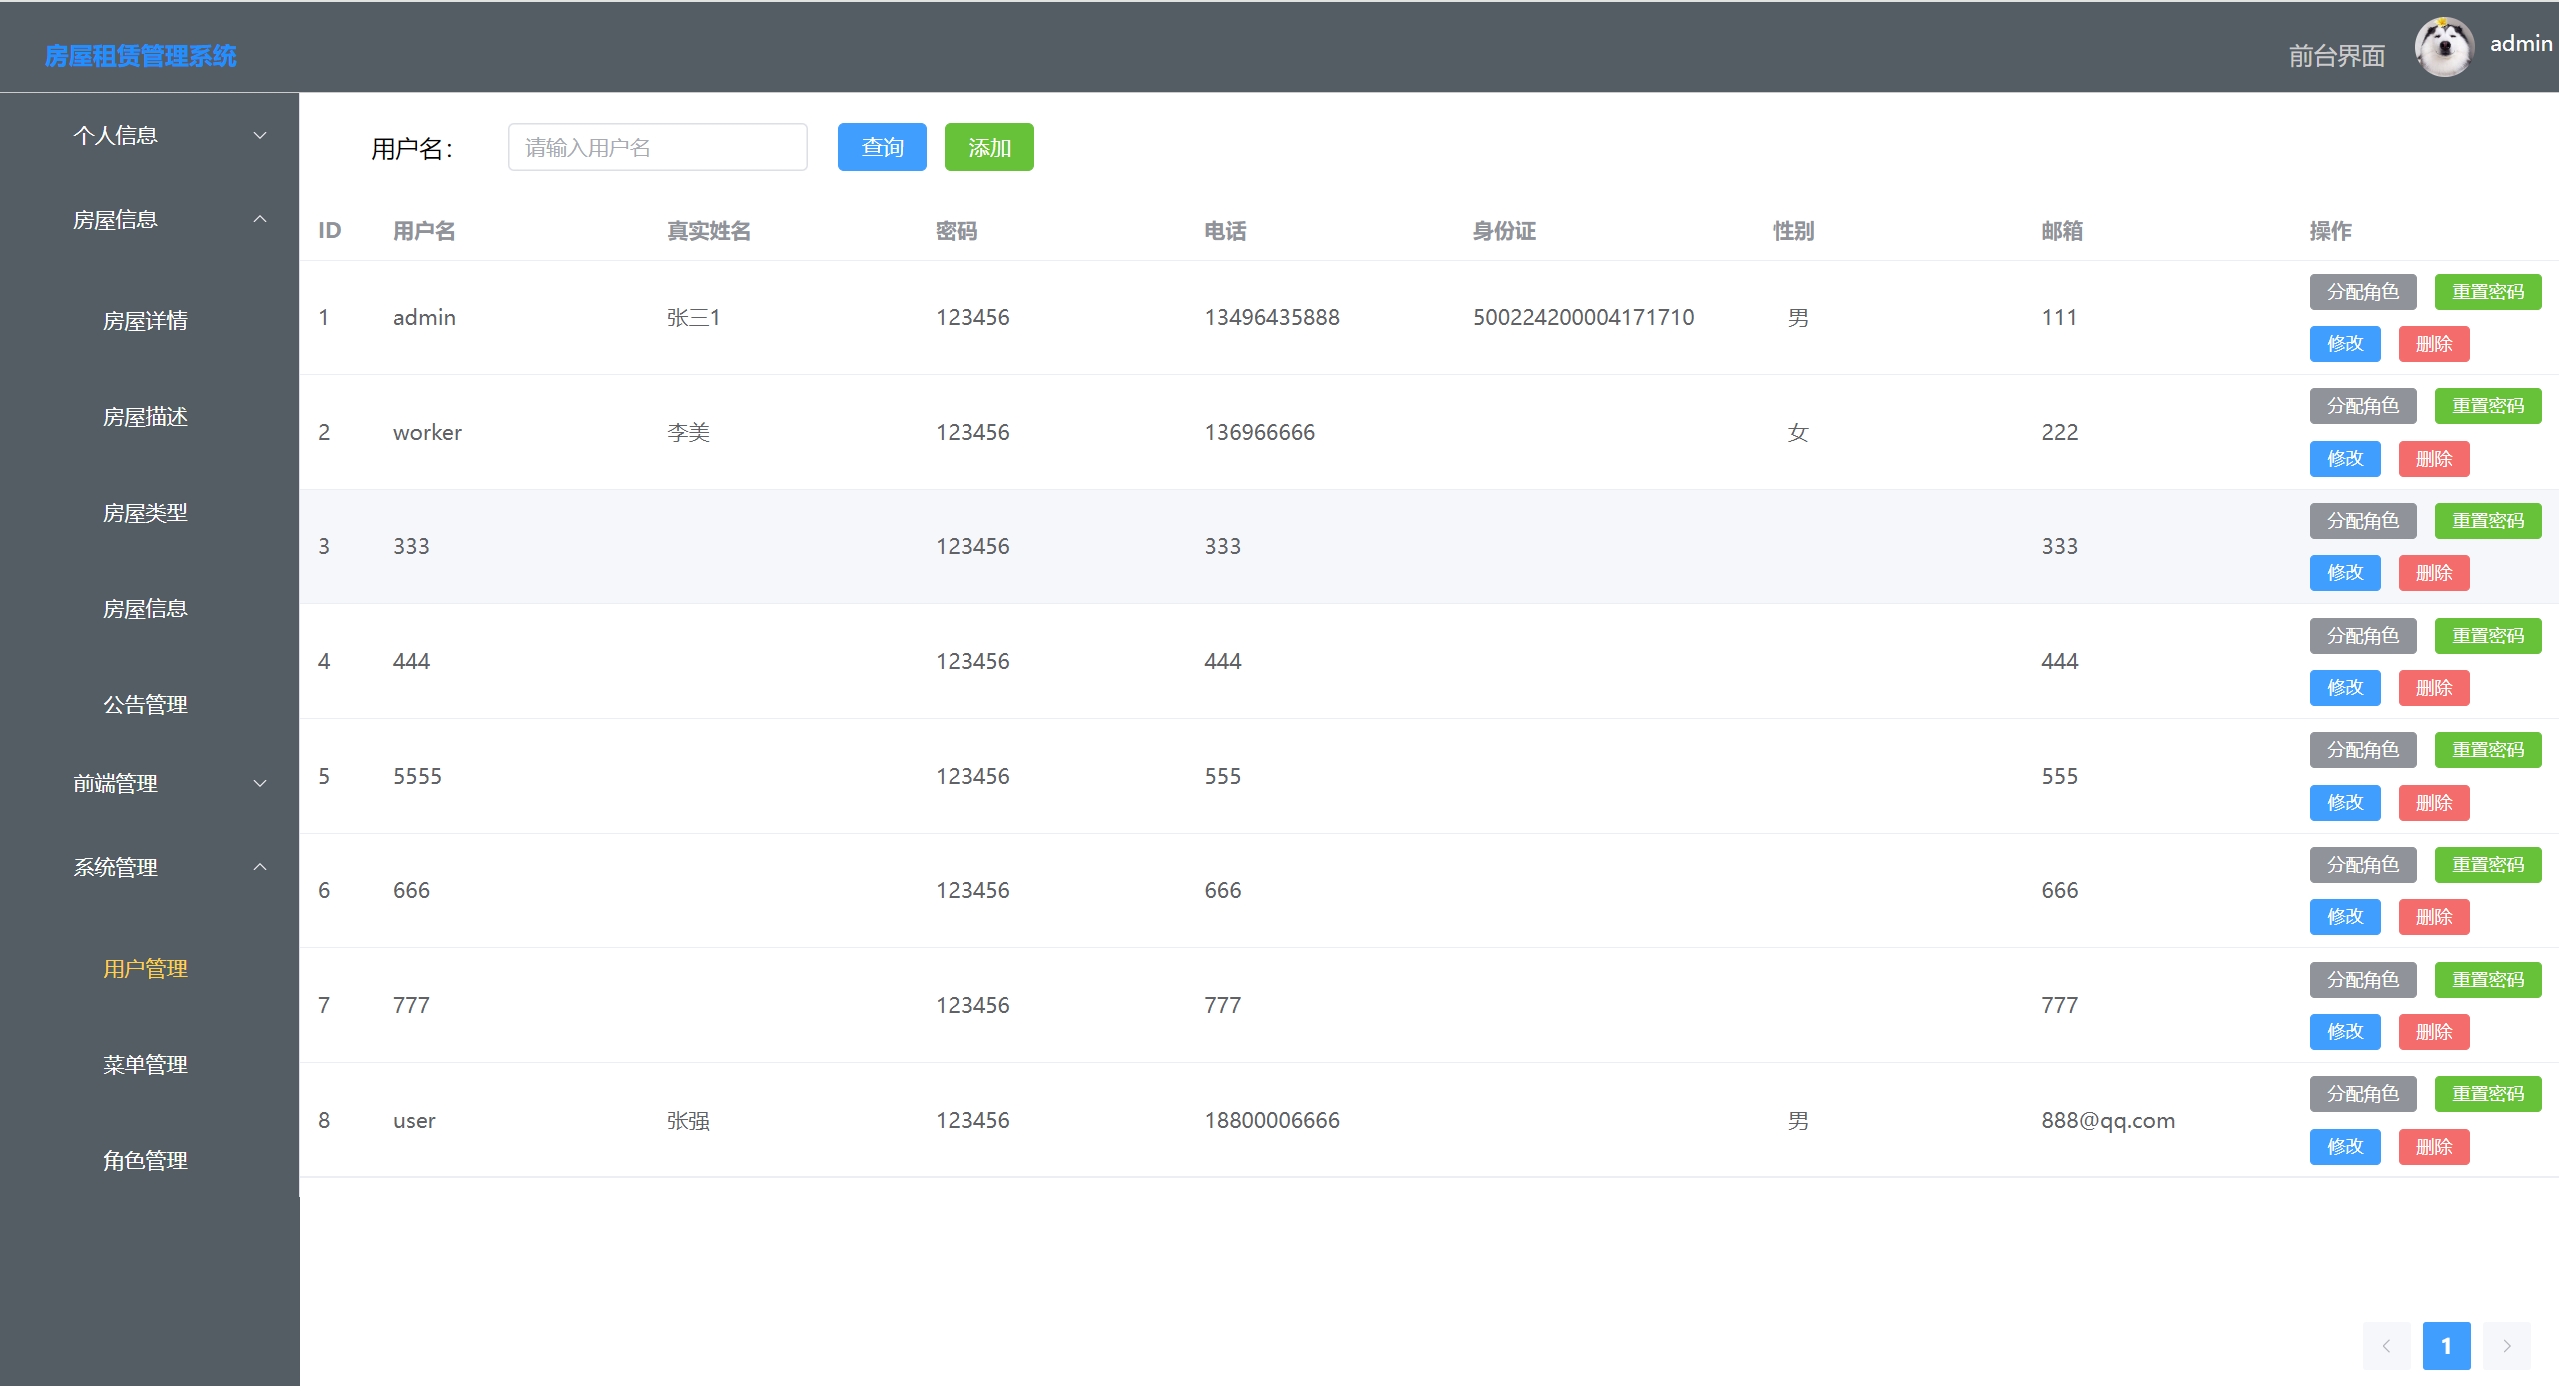 房屋租赁管理系统
前台界面
admin
个人信息
房屋信息
房屋详情
房屋描述
房屋类型
房屋信息
公告管理
前端管理
系统管理
用户管理
菜单管理
角色管理
用户名：
请输入用户名
查询
添加
ID 用户名 真实姓名 密码 电话 身份证 性别 邮箱 操作
1 admin 张三1 123456 13496435888 500224200004171710 男 111
分配角色 重置密码
修改 删除
2 worker 李美 123456 136966666 女 222
分配角色 重置密码
修改 删除
3 333 123456 333 333
分配角色 重置密码
修改 删除
4 444 123456 444 444
分配角色 重置密码
修改 删除
5 5555 123456 555 555
分配角色 重置密码
修改 删除
6 666 123456 666 666
分配角色 重置密码
修改 删除
7 777 123456 777 777
分配角色 重置密码
修改 删除
8 user 张强 123456 18800006666 男 888@qq.com
分配角色 重置密码
修改 删除
1